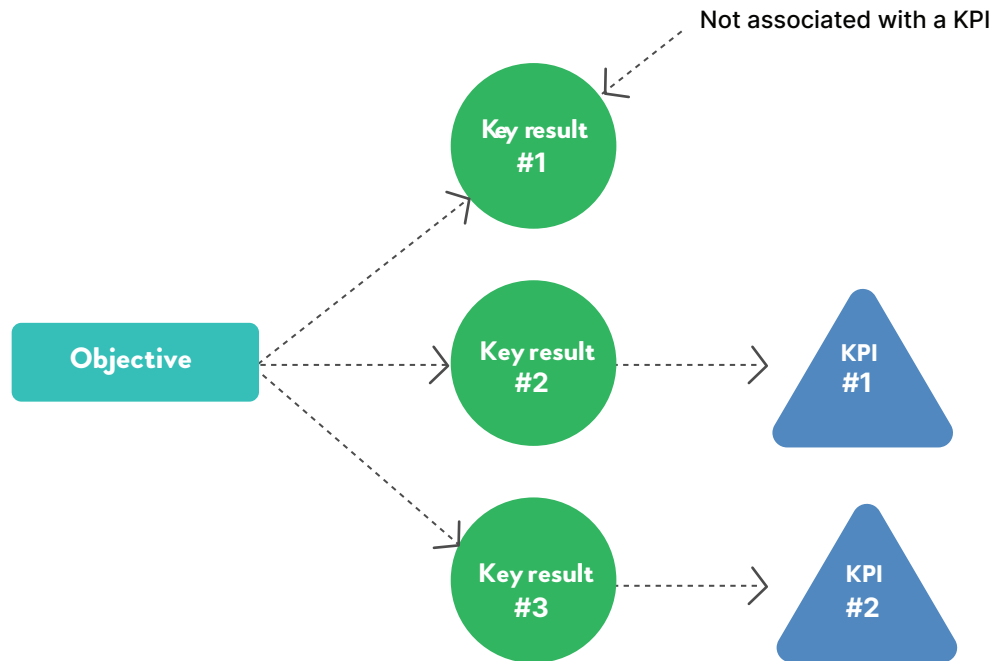 Not associated with a KPI
Key result
#1
Objective
Key result
#2
KPI
#1
Key result
#3
KPI
#2